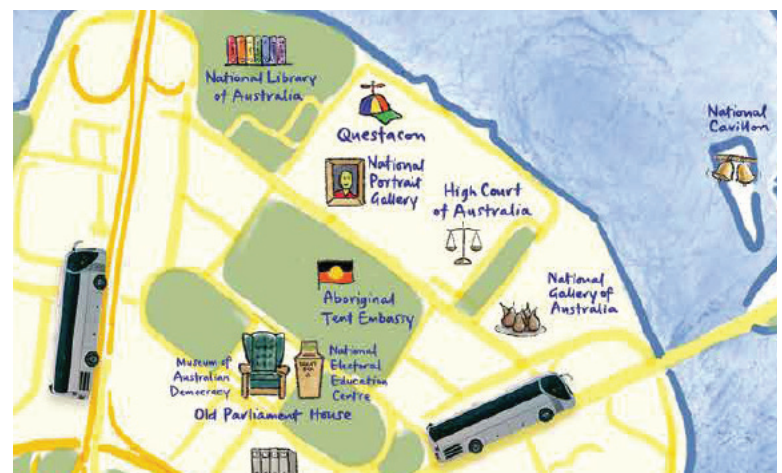 National Library
of Australia
Questacon
National
Portrait
Gallery
High Court
of Australia
National
Carillon
Aboriginal
Tent Embassy
National
Gallery of
Australia
Museum of
Australian
Democracy
National
Electoral
Education
Centre
Old Parliament House